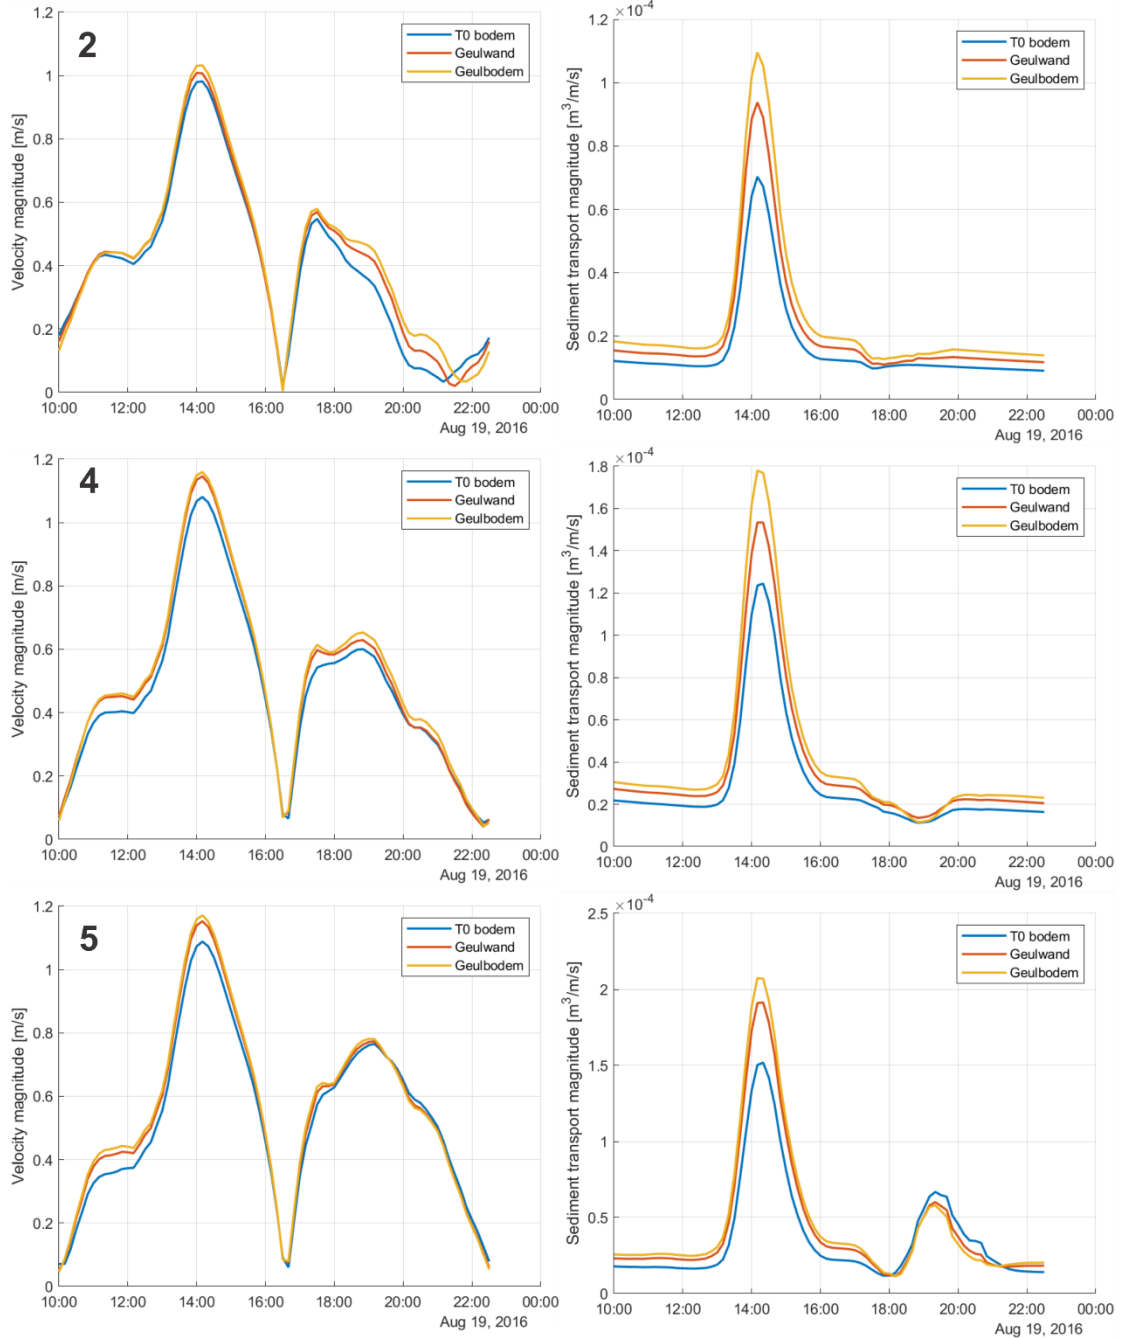 2
Velocity magnitude [m/s]
1.2
1
0.8
0.6
0.4
0.2
0
T0 bodem
Geulwand
Geulbodem
10:00 12:00 14:00 16:00 18:00 20:00 22:00 00:00
Aug 19, 2016
×10⁻⁴
Sediment transport magnitude [m³/m/s]
1.2
1
0.8
0.6
0.4
0.2
0
T0 bodem
Geulwand
Geulbodem
10:00 12:00 14:00 16:00 18:00 20:00 22:00 00:00
Aug 19, 2016
4
Velocity magnitude [m/s]
1.2
1
0.8
0.6
0.4
0.2
0
T0 bodem
Geulwand
Geulbodem
10:00 12:00 14:00 16:00 18:00 20:00 22:00 00:00
Aug 19, 2016
×10⁻⁴
Sediment transport magnitude [m³/m/s]
1.8
1.6
1.4
1.2
1
0.8
0.6
0.4
0.2
0
T0 bodem
Geulwand
Geulbodem
10:00 12:00 14:00 16:00 18:00 20:00 22:00 00:00
Aug 19, 2016
5
Velocity magnitude [m/s]
1.2
1
0.8
0.6
0.4
0.2
0
T0 bodem
Geulwand
Geulbodem
10:00 12:00 14:00 16:00 18:00 20:00 22:00 00:00
Aug 19, 2016
×10⁻⁴
Sediment transport magnitude [m³/m/s]
2.5
2
1.5
1
0.5
0
T0 bodem
Geulwand
Geulbodem
10:00 12:00 14:00 16:00 18:00 20:00 22:00 00:00
Aug 19, 2016